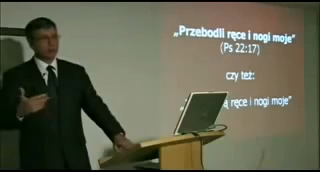 „Przebodli ręce i nogi moje”
(Ps 22:17)
czy też:
ręce i nogi moje”